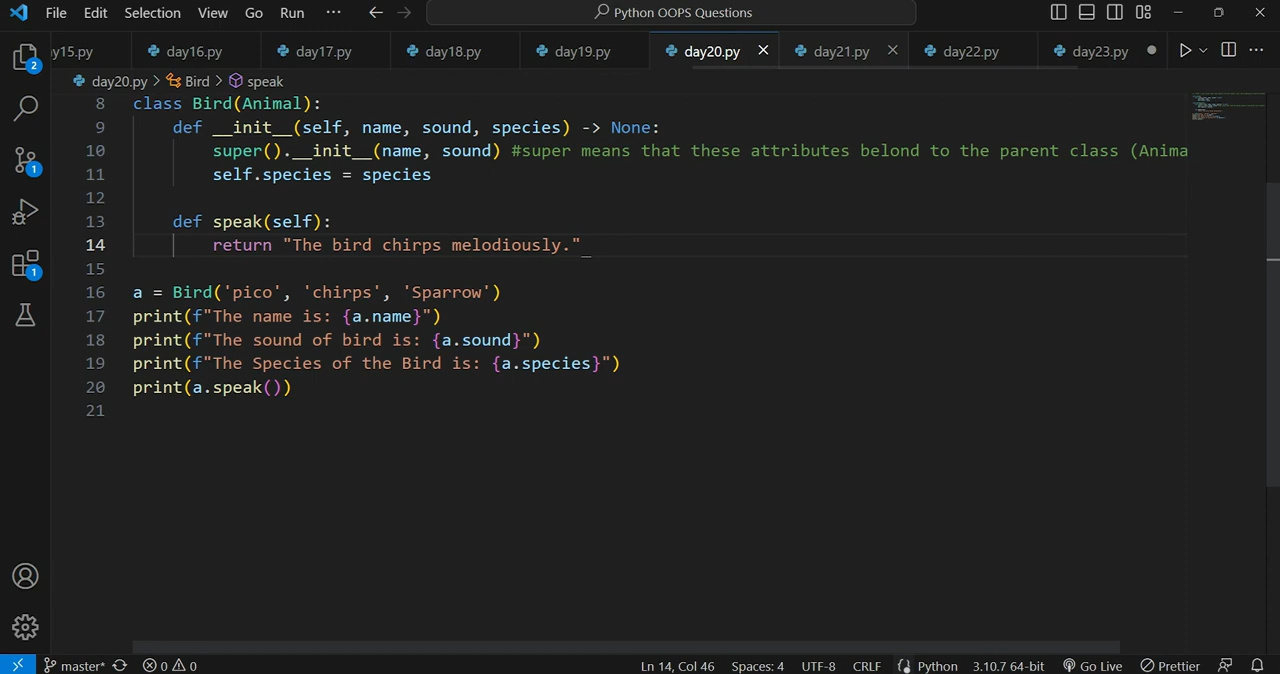 File Edit Selection View Go Run ··· Python OOPS Questions
y15.py day16.py day17.py day18.py day19.py day20.py day21.py day22.py day23.py
day20.py > Bird > speak
8 class Bird(Animal):
9 def __init__(self, name, sound, species) -> None:
10 super().__init__(name, sound) #super means that these attributes belond to the parent class (Anima
11 self.species = species
12
13 def speak(self):
14 return "The bird chirps melodiously."
15
16 a = Bird('pico', 'chirps', 'Sparrow')
17 print(f"The name is: {a.name}")
18 print(f"The sound of bird is: {a.sound}")
19 print(f"The Species of the Bird is: {a.species}")
20 print(a.speak())
21
2
1
1
master* 0 0 Ln 14, Col 46 Spaces: 4 UTF-8 CRLF Python 3.10.7 64-bit Go Live Prettier